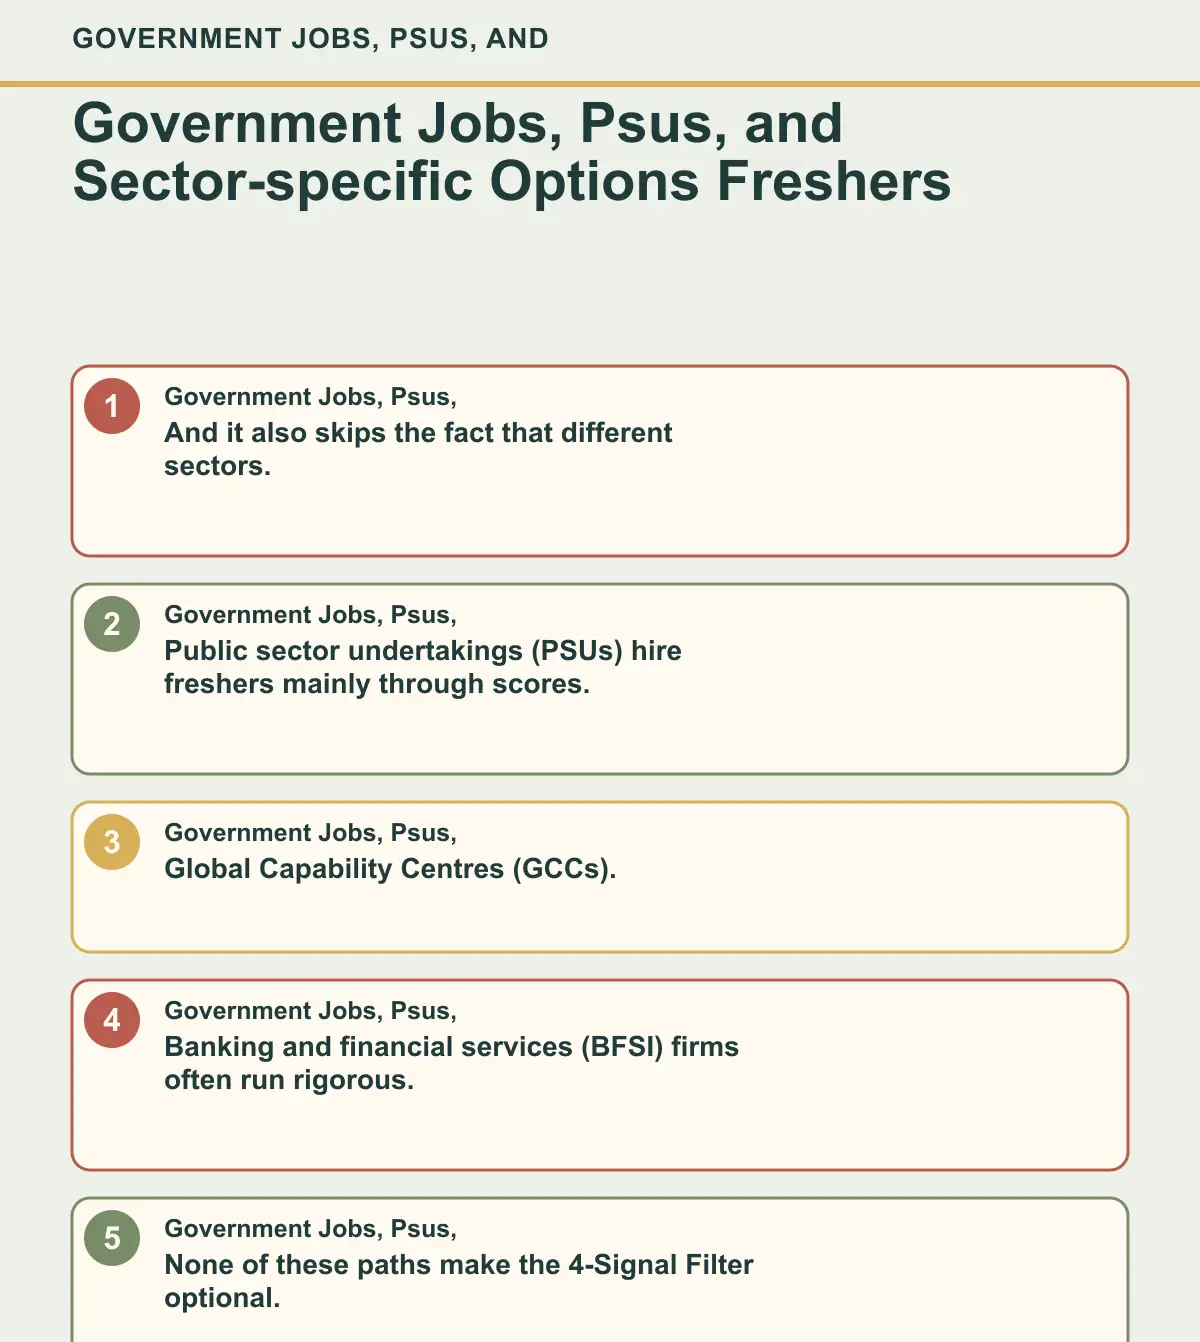 GOVERNMENT JOBS, PSUS, AND
Government Jobs, Psus, and
Sector-specific Options Freshers
1
Government Jobs, Psus,
And it also skips the fact that different
sectors.
2
Government Jobs, Psus,
Public sector undertakings (PSUs) hire
freshers mainly through scores.
3
Government Jobs, Psus,
Global Capability Centres (GCCs).
4
Government Jobs, Psus,
Banking and financial services (BFSI) firms
often run rigorous.
5
Government Jobs, Psus,
None of these paths make the 4-Signal Filter
optional.